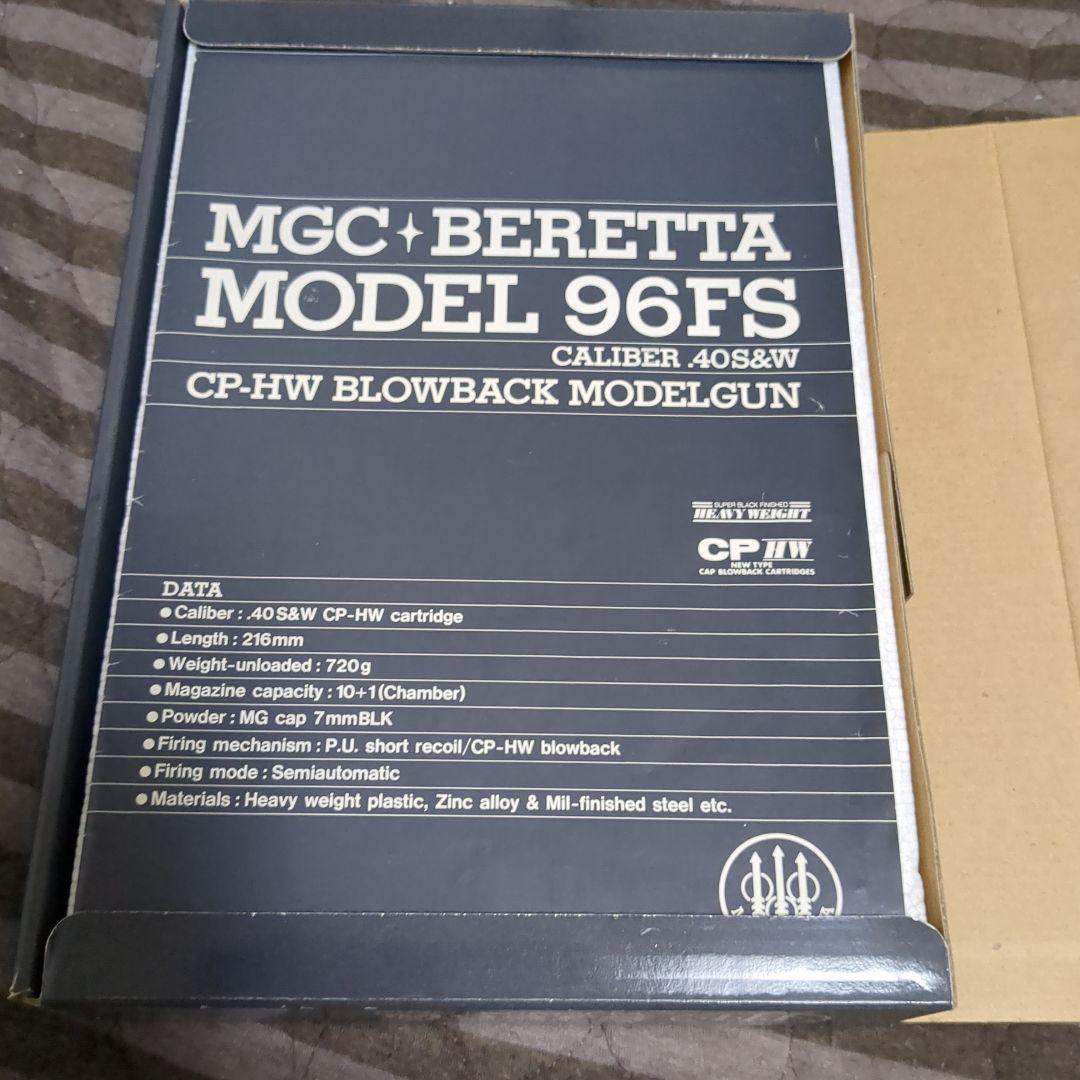 MGC✦BERETTA
MODEL 96FS
CALIBER .40S&W
CP-HW BLOWBACK MODELGUN
SUPER BLACK FINISHED
HEAVY WEIGHT
CP HW
NEW TYPE
CAP BLOWBACK CARTRIDGES
DATA
●Caliber : .40S&W CP-HW cartridge
●Length : 216mm
●Weight-unloaded : 720g
●Magazine capacity : 10+1(Chamber)
●Powder : MG cap 7mmBLK
●Firing mechanism : P.U. short recoil/CP-HW blowback
●Firing mode : Semiautomatic
●Materials : Heavy weight plastic, Zinc alloy & Mil-finished steel etc.